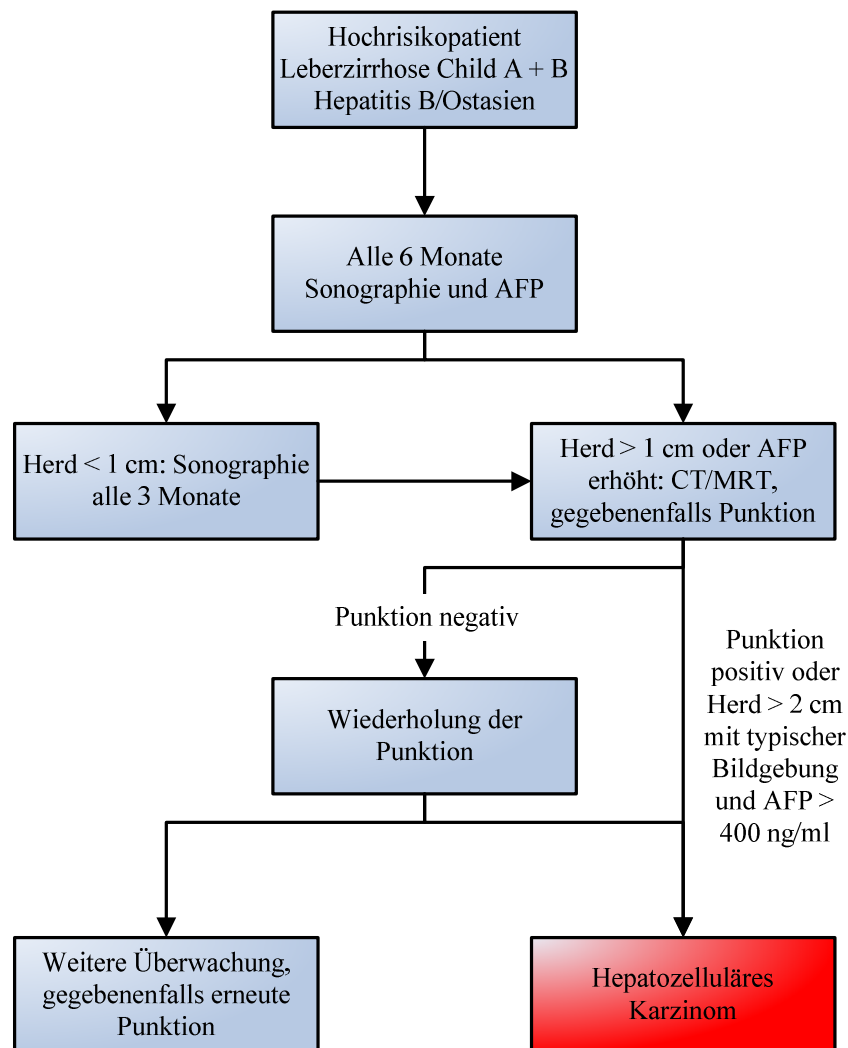 Hochrisikopatient
Leberzirrhose Child A + B
Hepatitis B/Ostasien
Alle 6 Monate
Sonographie und AFP
Herd < 1 cm: Sonographie
alle 3 Monate
Herd > 1 cm oder AFP
erhöht: CT/MRT,
gegebenenfalls Punktion
Punktion negativ
Punktion
positiv oder
Herd > 2 cm
mit typischer
Bildgebung
und AFP >
400 ng/ml
Wiederholung der
Punktion
Weitere Überwachung,
gegebenenfalls erneute
Punktion
Hepatozelluläres
Karzinom